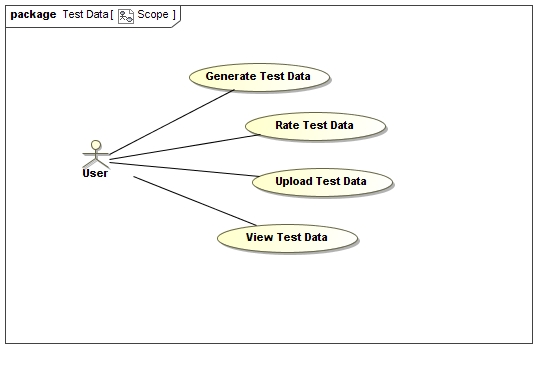 package Test Data[ Scope ]
Generate Test Data
Rate Test Data
User
Upload Test Data
View Test Data